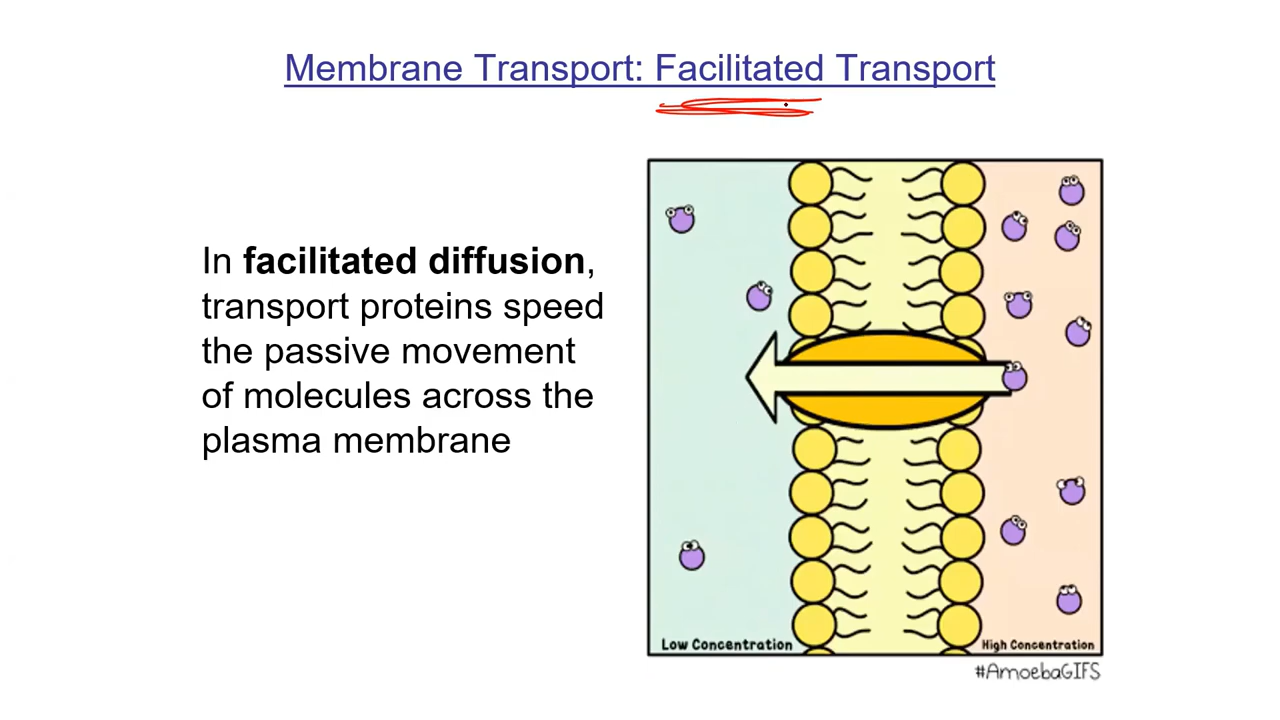 Membrane Transport: Facilitated Transport
In facilitated diffusion,
transport proteins speed
the passive movement
of molecules across the
plasma membrane
Low Concentration
High Concentration
#AmoebaGIFS